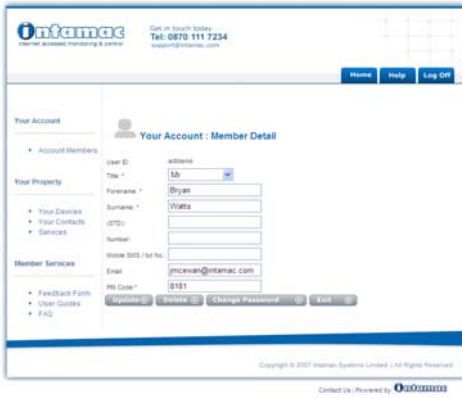 intamac
internet accessed monitoring & control
Get in touch today
Tel: 0870 111 7234
support@intamac.com
Home Help Log Off
Your Account
Account Members
Your Property
Your Devices
Your Contacts
Services
Member Services
Feedback Form
User Guides
FAQ
Your Account : Member Detail
User ID:
Title: * Mr
Forename: * Bryan
Surname: * Watts
(STD):
Number:
Mobile SMS / txt No.:
Email: jmcewan@intamac.com
PIN Code:* 8181
Update Delete Change Password Exit
Copyright © 2007 Intamac Systems Limited. | All Rights Reserved
Contact Us | Powered by intamac